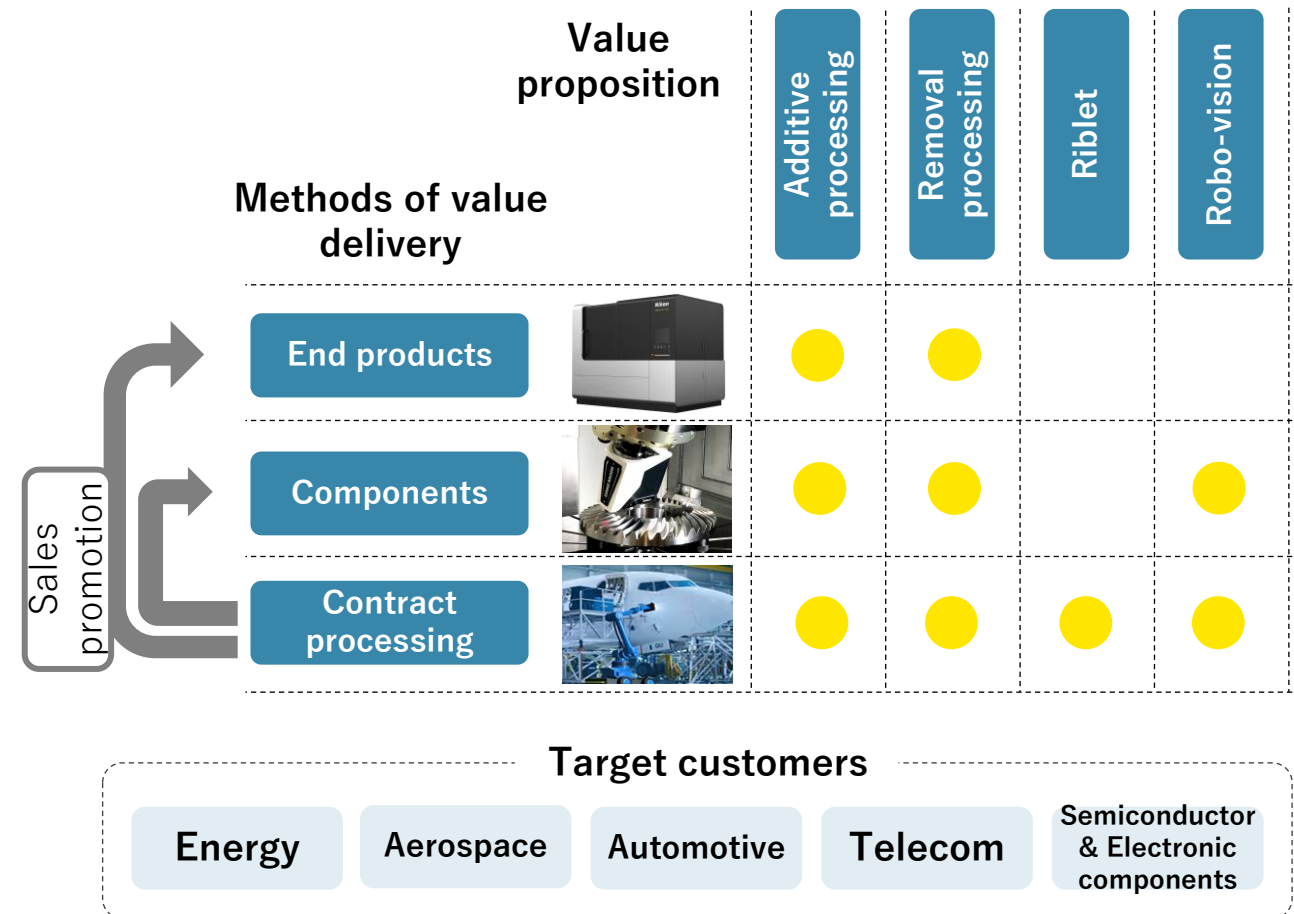 Value
proposition
Additive
processing
Removal
processing
Riblet
Robo-vision
Methods of value
delivery
End products
Nikon
Components
Contract
processing
Sales
promotion
Target customers
Energy
Aerospace
Automotive
Telecom
Semiconductor
& Electronic
components